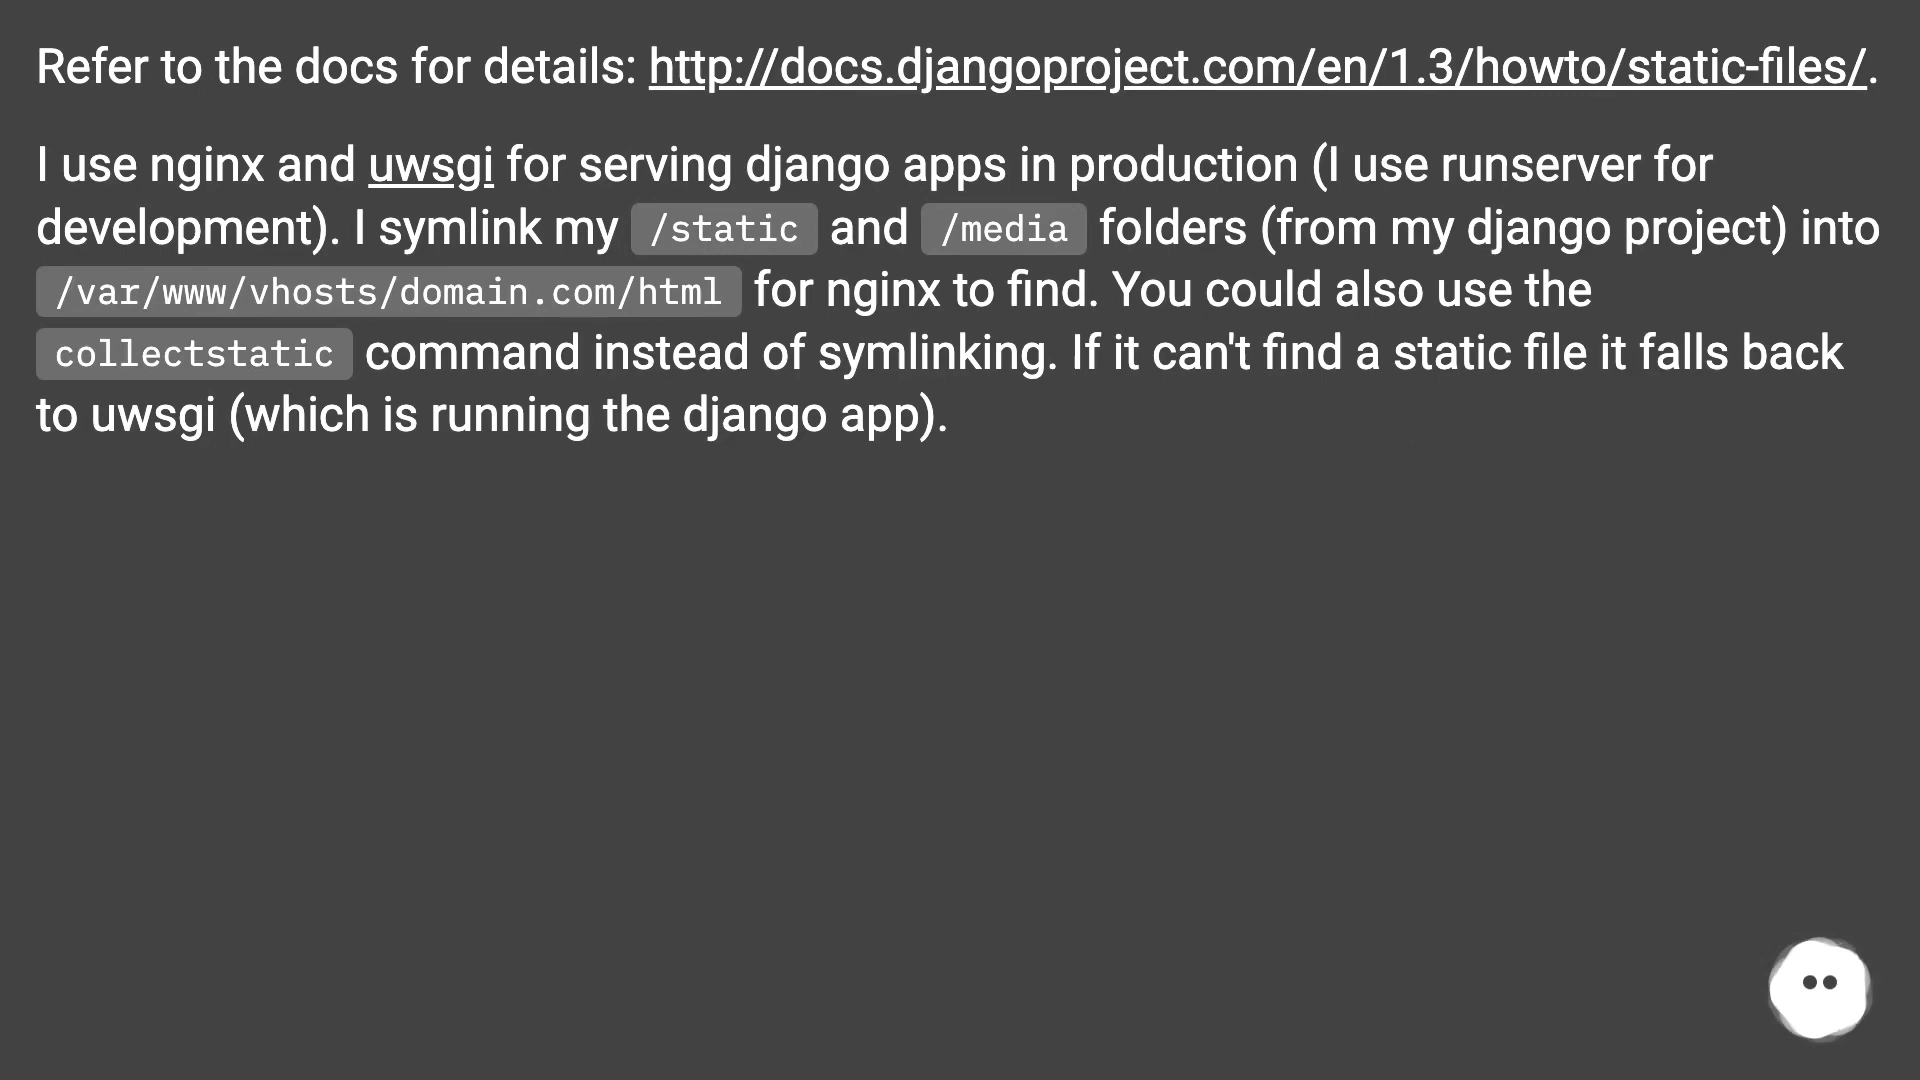 Refer to the docs for details: http://docs.djangoproject.com/en/1.3/howto/static-files/.
I use nginx and uwsgi for serving django apps in production (I use runserver for
development). I symlink my /static and /media folders (from my django project) into
/var/www/vhosts/domain.com/html for nginx to find. You could also use the
collectstatic command instead of symlinking. If it can't find a static file it falls back
to uwsgi (which is running the django app).